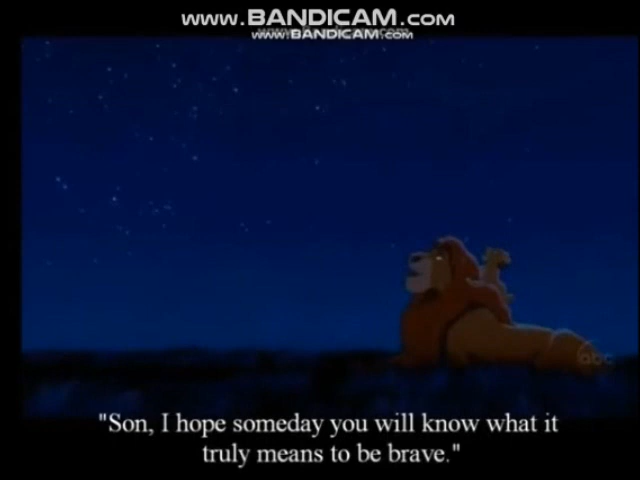 www.BANDICAM.com
www.BANDICAM.com
abc
"Son, I hope someday you will know what it
truly means to be brave."